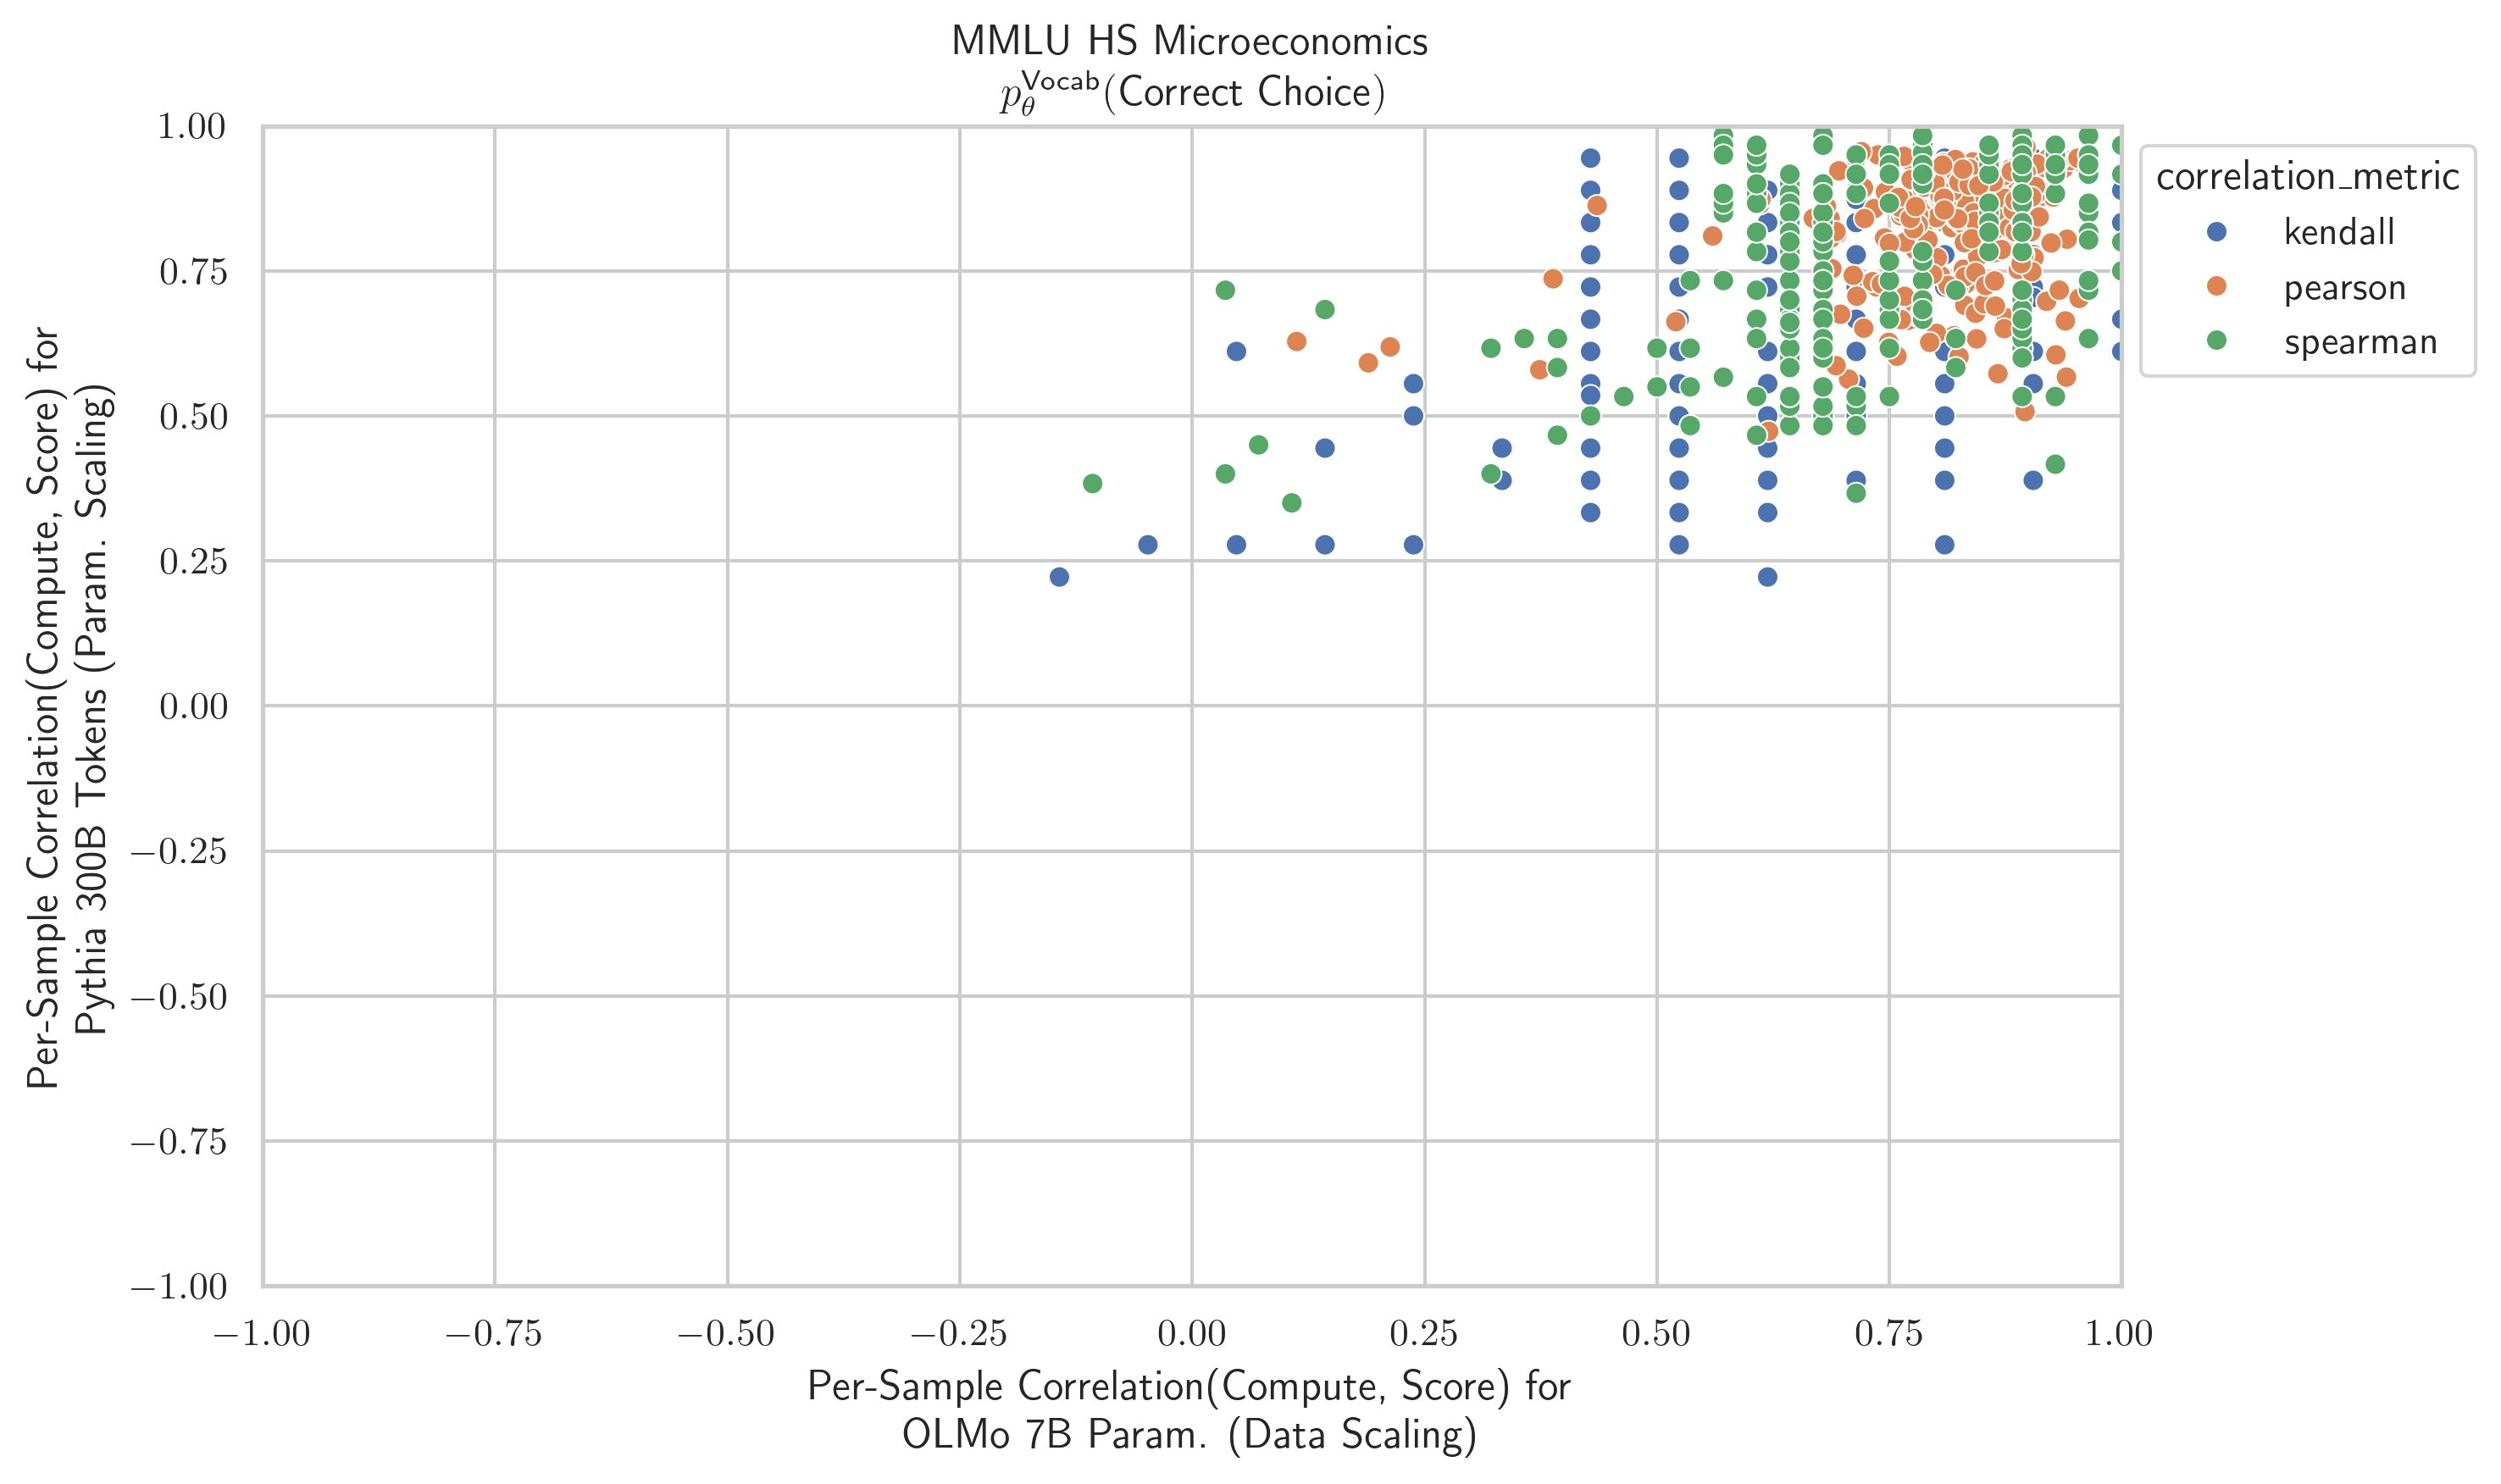 MMLU HS Microeconomics
p_θ^Vocab(Correct Choice)
Per-Sample Correlation(Compute, Score) for
Pythia 300B Tokens (Param. Scaling)
1.00
0.75
0.50
0.25
0.00
−0.25
−0.50
−0.75
−1.00
−1.00 −0.75 −0.50 −0.25 0.00 0.25 0.50 0.75 1.00
Per-Sample Correlation(Compute, Score) for
OLMo 7B Param. (Data Scaling)
correlation_metric
kendall
pearson
spearman